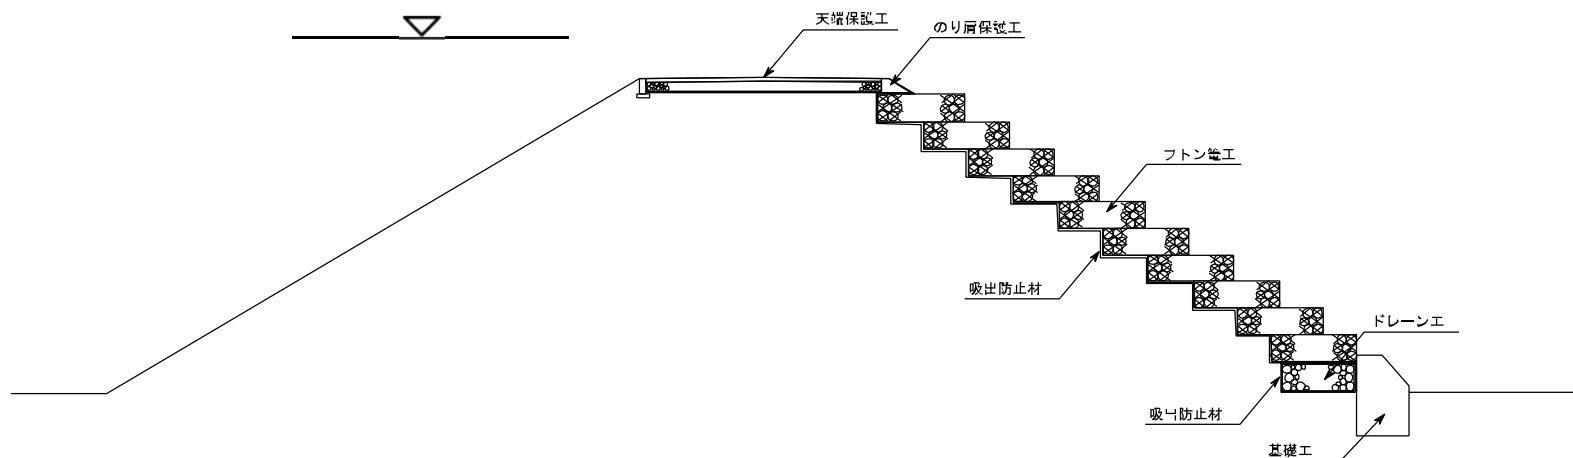 天端保護工
のり肩保護工
フトン篭工
吸出防止材
ドレーン工
吸出防止材
基礎工